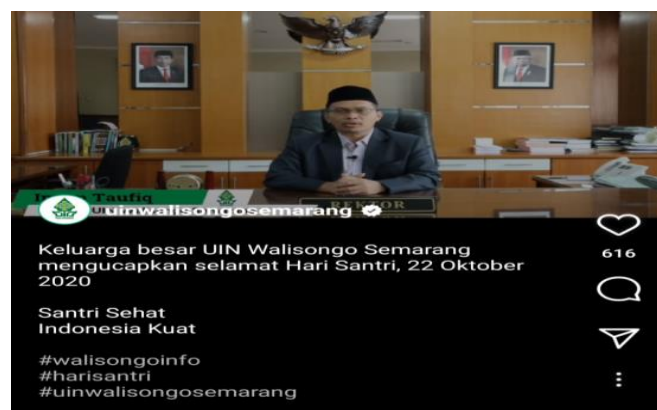 Taufiq
REKTOR
uinwalisongosemarang
Keluarga besar UIN Walisongo Semarang
mengucapkan selamat Hari Santri, 22 Oktober
2020
Santri Sehat
Indonesia Kuat
#walisongoinfo
#harisantri
#uinwalisongosemarang
616